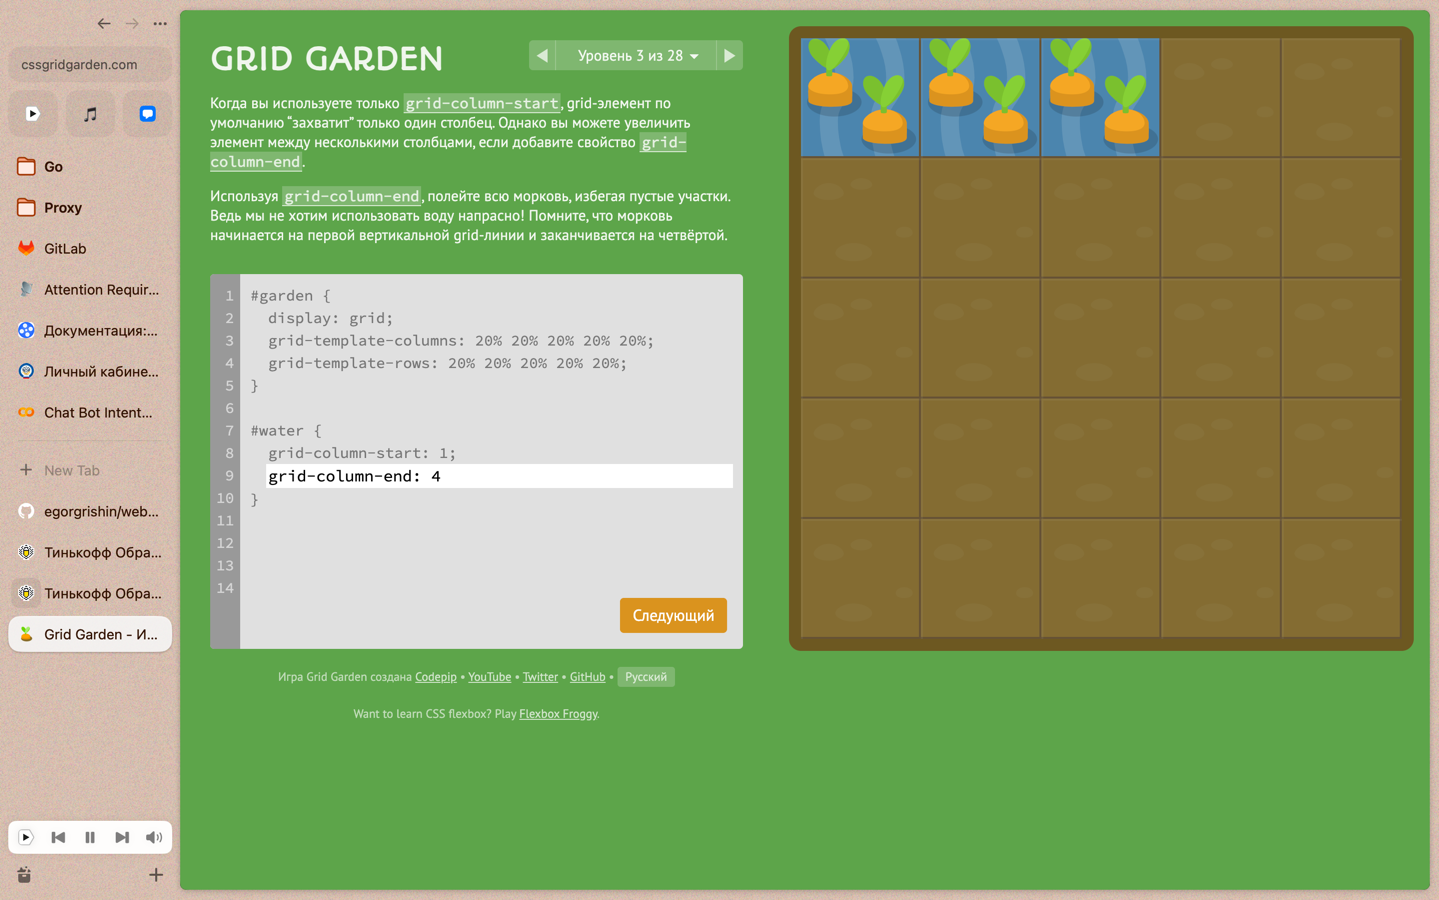 cssgridgarden.com
Go
Proxy
GitLab
Attention Requir...
Документация:...
Личный кабине...
Chat Bot Intent...
New Tab
egorgrishin/web...
Тинькофф Обра...
Тинькофф Обра...
Grid Garden - И...
GRID GARDEN
Уровень 3 из 28
Когда вы используете только grid-column-start, grid-элемент по
умолчанию “захватит” только один столбец. Однако вы можете увеличить
элемент между несколькими столбцами, если добавите свойство grid-
column-end.
Используя grid-column-end, полейте всю морковь, избегая пустые участки.
Ведь мы не хотим использовать воду напрасно! Помните, что морковь
начинается на первой вертикальной grid-линии и заканчивается на четвёртой.
1 #garden {
2 display: grid;
3 grid-template-columns: 20% 20% 20% 20% 20%;
4 grid-template-rows: 20% 20% 20% 20% 20%;
5 }
6
7 #water {
8 grid-column-start: 1;
9 grid-column-end: 4
10 }
11
12
13
14
Следующий
Игра Grid Garden создана Codepip • YouTube • Twitter • GitHub • Русский
Want to learn CSS flexbox? Play Flexbox Froggy.